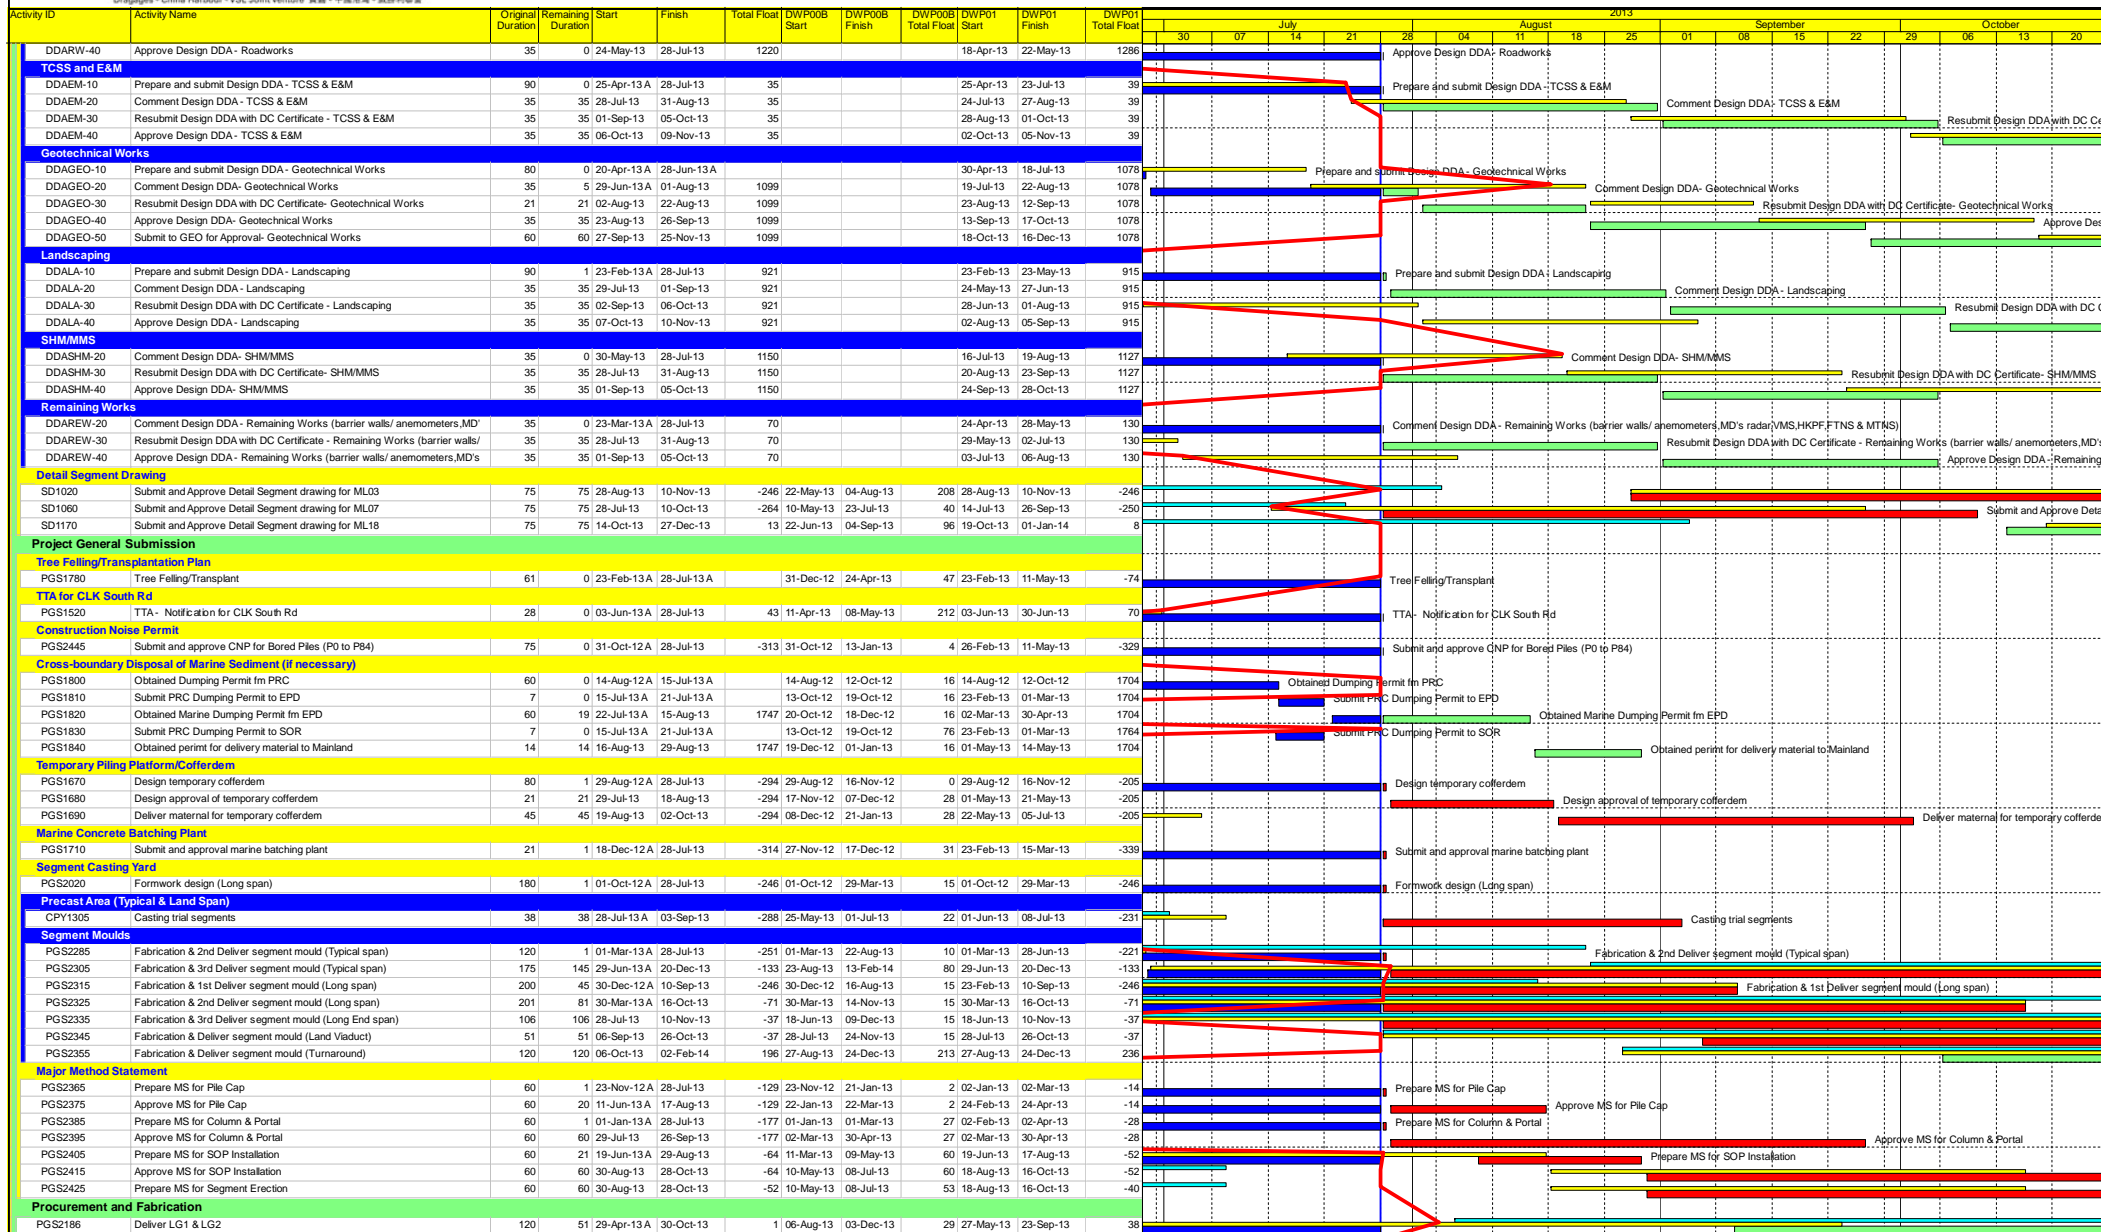 Dragages - China Harbour - VSL Joint Venture
Activity ID Activity Name Original Duration Remaining Duration Start Finish Total Float DWP00B Start DWP00B Finish DWP00B Total Float DWP01 Start DWP01 Finish DWP01 Total Float
2013
July August September October
30 07 14 21 28 04 11 18 25 01 08 15 22 29 06 13 20
DDARW-40 Approve Design DDA - Roadworks 35 0 24-May-13 28-Jul-13 1220 18-Apr-13 22-May-13 1286 Approve Design DDA - Roadworks
TCSS and E&M
DDAEM-10 Prepare and submit Design DDA - TCSS & E&M 90 0 25-Apr-13 A 28-Jul-13 35 25-Apr-13 23-Jul-13 39 Prepare and submit Design DDA - TCSS & E&M
DDAEM-20 Comment Design DDA - TCSS & E&M 35 35 28-Jul-13 31-Aug-13 35 24-Jul-13 27-Aug-13 39 Comment Design DDA - TCSS & E&M
DDAEM-30 Resubmit Design DDA with DC Certificate - TCSS & E&M 35 35 01-Sep-13 05-Oct-13 35 28-Aug-13 01-Oct-13 39 Resubmit Design DDA with DC Ce
DDAEM-40 Approve Design DDA - TCSS & E&M 35 35 06-Oct-13 09-Nov-13 35 02-Oct-13 05-Nov-13 39
Geotechnical Works
DDAGEO-10 Prepare and submit Design DDA - Geotechnical Works 80 0 20-Apr-13 A 28-Jun-13 A 30-Apr-13 18-Jul-13 1078 Prepare and submit Design DDA - Geotechnical Works
DDAGEO-20 Comment Design DDA- Geotechnical Works 35 5 29-Jun-13 A 01-Aug-13 1099 19-Jul-13 22-Aug-13 1078 Comment Design DDA- Geotechnical Works
DDAGEO-30 Resubmit Design DDA with DC Certificate- Geotechnical Works 21 21 02-Aug-13 22-Aug-13 1099 23-Aug-13 12-Sep-13 1078 Resubmit Design DDA with DC Certificate- Geotechnical Works
DDAGEO-40 Approve Design DDA- Geotechnical Works 35 35 23-Aug-13 26-Sep-13 1099 13-Sep-13 17-Oct-13 1078 Approve Des
DDAGEO-50 Submit to GEO for Approval- Geotechnical Works 60 60 27-Sep-13 25-Nov-13 1099 18-Oct-13 16-Dec-13 1078
Landscaping
DDALA-10 Prepare and submit Design DDA - Landscaping 90 1 23-Feb-13 A 28-Jul-13 921 23-Feb-13 23-May-13 915 Prepare and submit Design DDA - Landscaping
DDALA-20 Comment Design DDA - Landscaping 35 35 29-Jul-13 01-Sep-13 921 24-May-13 27-Jun-13 915 Comment Design DDA - Landscaping
DDALA-30 Resubmit Design DDA with DC Certificate - Landscaping 35 35 02-Sep-13 06-Oct-13 921 28-Jun-13 01-Aug-13 915 Resubmit Design DDA with DC C
DDALA-40 Approve Design DDA - Landscaping 35 35 07-Oct-13 10-Nov-13 921 02-Aug-13 05-Sep-13 915
SHM/MMS
DDASHM-20 Comment Design DDA- SHM/MMS 35 0 30-May-13 28-Jul-13 1150 16-Jul-13 19-Aug-13 1127 Comment Design DDA- SHM/MMS
DDASHM-30 Resubmit Design DDA with DC Certificate- SHM/MMS 35 35 28-Jul-13 31-Aug-13 1150 20-Aug-13 23-Sep-13 1127 Resubmit Design DDA with DC Certificate- SHM/MMS
DDASHM-40 Approve Design DDA- SHM/MMS 35 35 01-Sep-13 05-Oct-13 1150 24-Sep-13 28-Oct-13 1127
Remaining Works
DDAREW-20 Comment Design DDA - Remaining Works (barrier walls/ anemometers,MD' 35 0 23-Mar-13 A 28-Jul-13 70 24-Apr-13 28-May-13 130 Comment Design DDA - Remaining Works (barrier walls/ anemometers,MD's radar,VMS,HKPF,FTNS & MTNS)
DDAREW-30 Resubmit Design DDA with DC Certificate - Remaining Works (barrier walls/ 35 35 28-Jul-13 31-Aug-13 70 29-May-13 02-Jul-13 130 Resubmit Design DDA with DC Certificate - Remaining Works (barrier walls/ anemometers,MD's
DDAREW-40 Approve Design DDA - Remaining Works (barrier walls/ anemometers,MD's 35 35 01-Sep-13 05-Oct-13 70 03-Jul-13 06-Aug-13 130 Approve Design DDA - Remaining
Detail Segment Drawing
SD1020 Submit and Approve Detail Segment drawing for ML03 75 75 28-Aug-13 10-Nov-13 -246 22-May-13 04-Aug-13 208 28-Aug-13 10-Nov-13 -246
SD1060 Submit and Approve Detail Segment drawing for ML07 75 75 28-Jul-13 10-Oct-13 -264 10-May-13 23-Jul-13 40 14-Jul-13 26-Sep-13 -250 Submit and Approve Deta
SD1170 Submit and Approve Detail Segment drawing for ML18 75 75 14-Oct-13 27-Dec-13 13 22-Jun-13 04-Sep-13 96 19-Oct-13 01-Jan-14 8
Project General Submission
Tree Felling/Transplantation Plan
PGS1780 Tree Felling/Transplant 61 0 23-Feb-13 A 28-Jul-13 A 31-Dec-12 24-Apr-13 47 23-Feb-13 11-May-13 -74 Tree Felling/Transplant
TTA for CLK South Rd
PGS1520 TTA - Notification for CLK South Rd 28 0 03-Jun-13 A 28-Jul-13 43 11-Apr-13 08-May-13 212 03-Jun-13 30-Jun-13 70 TTA - Notification for CLK South Rd
Construction Noise Permit
PGS2445 Submit and approve CNP for Bored Piles (P0 to P84) 75 0 31-Oct-12 A 28-Jul-13 -313 31-Oct-12 13-Jan-13 4 26-Feb-13 11-May-13 -329 Submit and approve CNP for Bored Piles (P0 to P84)
Cross-boundary Disposal of Marine Sediment (if necessary)
PGS1800 Obtained Dumping Permit fm PRC 60 0 14-Aug-12 A 15-Jul-13 A 14-Aug-12 12-Oct-12 16 14-Aug-12 12-Oct-12 1704 Obtained Dumping Permit fm PRC
PGS1810 Submit PRC Dumping Permit to EPD 7 0 15-Jul-13 A 21-Jul-13 A 13-Oct-12 19-Oct-12 16 23-Feb-13 01-Mar-13 1704 Submit PRC Dumping Permit to EPD
PGS1820 Obtained Marine Dumping Permit fm EPD 60 19 22-Jul-13 A 15-Aug-13 1747 20-Oct-12 18-Dec-12 16 02-Mar-13 30-Apr-13 1704 Obtained Marine Dumping Permit fm EPD
PGS1830 Submit PRC Dumping Permit to SOR 7 0 15-Jul-13 A 21-Jul-13 A 13-Oct-12 19-Oct-12 76 23-Feb-13 01-Mar-13 1764 Submit PRC Dumping Permit to SOR
PGS1840 Obtained perimt for delivery material to Mainland 14 14 16-Aug-13 29-Aug-13 1747 19-Dec-12 01-Jan-13 16 01-May-13 14-May-13 1704 Obtained perimt for delivery material to Mainland
Temporary Piling Platform/Cofferdem
PGS1670 Design temporary cofferdem 80 1 29-Aug-12 A 28-Jul-13 -294 29-Aug-12 16-Nov-12 0 29-Aug-12 16-Nov-12 -205 Design temporary cofferdem
PGS1680 Design approval of temporary cofferdem 21 21 29-Jul-13 18-Aug-13 -294 17-Nov-12 07-Dec-12 28 01-May-13 21-May-13 -205 Design approval of temporary cofferdem
PGS1690 Deliver maternal for temporary cofferdem 45 45 19-Aug-13 02-Oct-13 -294 08-Dec-12 21-Jan-13 28 22-May-13 05-Jul-13 -205 Deliver maternal for temporary cofferde
Marine Concrete Batching Plant
PGS1710 Submit and approval marine batching plant 21 1 18-Dec-12 A 28-Jul-13 -314 27-Nov-12 17-Dec-12 31 23-Feb-13 15-Mar-13 -339 Submit and approval marine batching plant
Segment Casting Yard
PGS2020 Formwork design (Long span) 180 1 01-Oct-12 A 28-Jul-13 -246 01-Oct-12 29-Mar-13 15 01-Oct-12 29-Mar-13 -246 Formwork design (Long span)
Precast Area (Typical & Land Span)
CPY1305 Casting trial segments 38 38 28-Jul-13 A 03-Sep-13 -288 25-May-13 01-Jul-13 22 01-Jun-13 08-Jul-13 -231 Casting trial segments
Segment Moulds
PGS2285 Fabrication & 2nd Deliver segment mould (Typical span) 120 1 01-Mar-13 A 28-Jul-13 -251 01-Mar-13 22-Aug-13 10 01-Mar-13 28-Jun-13 -221 Fabrication & 2nd Deliver segment mould (Typical span)
PGS2305 Fabrication & 3rd Deliver segment mould (Typical span) 175 145 29-Jun-13 A 20-Dec-13 -133 23-Aug-13 13-Feb-14 80 29-Jun-13 20-Dec-13 -133
PGS2315 Fabrication & 1st Deliver segment mould (Long span) 200 45 30-Dec-12 A 10-Sep-13 -246 30-Dec-12 16-Aug-13 15 23-Feb-13 10-Sep-13 -246 Fabrication & 1st Deliver segment mould (Long span)
PGS2325 Fabrication & 2nd Deliver segment mould (Long span) 201 81 30-Mar-13 A 16-Oct-13 -71 30-Mar-13 14-Nov-13 15 30-Mar-13 16-Oct-13 -71
PGS2335 Fabrication & 3rd Deliver segment mould (Long End span) 106 106 28-Jul-13 10-Nov-13 -37 18-Jun-13 09-Dec-13 15 18-Jun-13 10-Nov-13 -37
PGS2345 Fabrication & Deliver segment mould (Land Viaduct) 51 51 06-Sep-13 26-Oct-13 -37 28-Jul-13 24-Nov-13 15 28-Jul-13 26-Oct-13 -37
PGS2355 Fabrication & Deliver segment mould (Turnaround) 120 120 06-Oct-13 02-Feb-14 196 27-Aug-13 24-Dec-13 213 27-Aug-13 24-Dec-13 236
Major Method Statement
PGS2365 Prepare MS for Pile Cap 60 1 23-Nov-12 A 28-Jul-13 -129 23-Nov-12 21-Jan-13 2 02-Jan-13 02-Mar-13 -14 Prepare MS for Pile Cap
PGS2375 Approve MS for Pile Cap 60 20 11-Jun-13 A 17-Aug-13 -129 22-Jan-13 22-Mar-13 2 24-Feb-13 24-Apr-13 -14 Approve MS for Pile Cap
PGS2385 Prepare MS for Column & Portal 60 1 01-Jan-13 A 28-Jul-13 -177 01-Jan-13 01-Mar-13 27 02-Feb-13 02-Apr-13 -28 Prepare MS for Column & Portal
PGS2395 Approve MS for Column & Portal 60 60 29-Jul-13 26-Sep-13 -177 02-Mar-13 30-Apr-13 27 02-Mar-13 30-Apr-13 -28 Approve MS for Column & Portal
PGS2405 Prepare MS for SOP Installation 60 21 19-Jun-13 A 29-Aug-13 -64 11-Mar-13 09-May-13 60 19-Jun-13 17-Aug-13 -52 Prepare MS for SOP Installation
PGS2415 Approve MS for SOP Installation 60 60 30-Aug-13 28-Oct-13 -64 10-May-13 08-Jul-13 60 18-Aug-13 16-Oct-13 -52
PGS2425 Prepare MS for Segment Erection 60 60 30-Aug-13 28-Oct-13 -52 10-May-13 08-Jul-13 53 18-Aug-13 16-Oct-13 -40
Procurement and Fabrication
PGS2186 Deliver LG1 & LG2 120 51 29-Apr-13 A 30-Oct-13 1 06-Aug-13 03-Dec-13 29 27-May-13 23-Sep-13 38